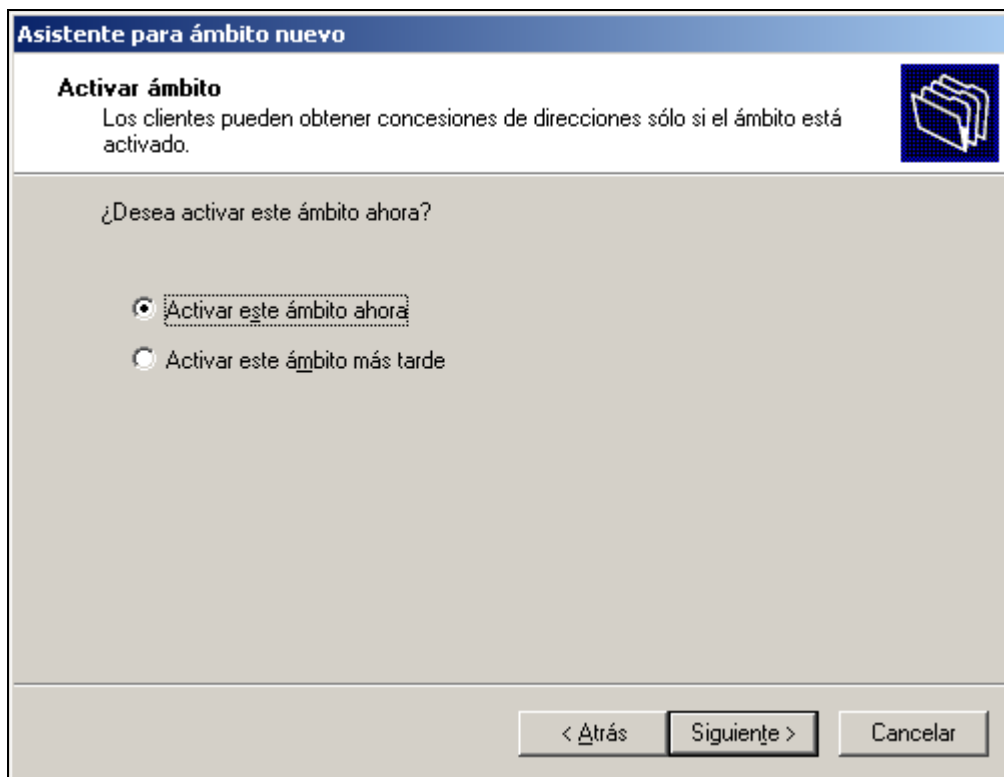 Asistente para ámbito nuevo
Activar ámbito
Los clientes pueden obtener concesiones de direcciones sólo si el ámbito está
activado.
¿Desea activar este ámbito ahora?
Activar este ámbito ahora
Activar este ámbito más tarde
< Atrás Siguiente > Cancelar